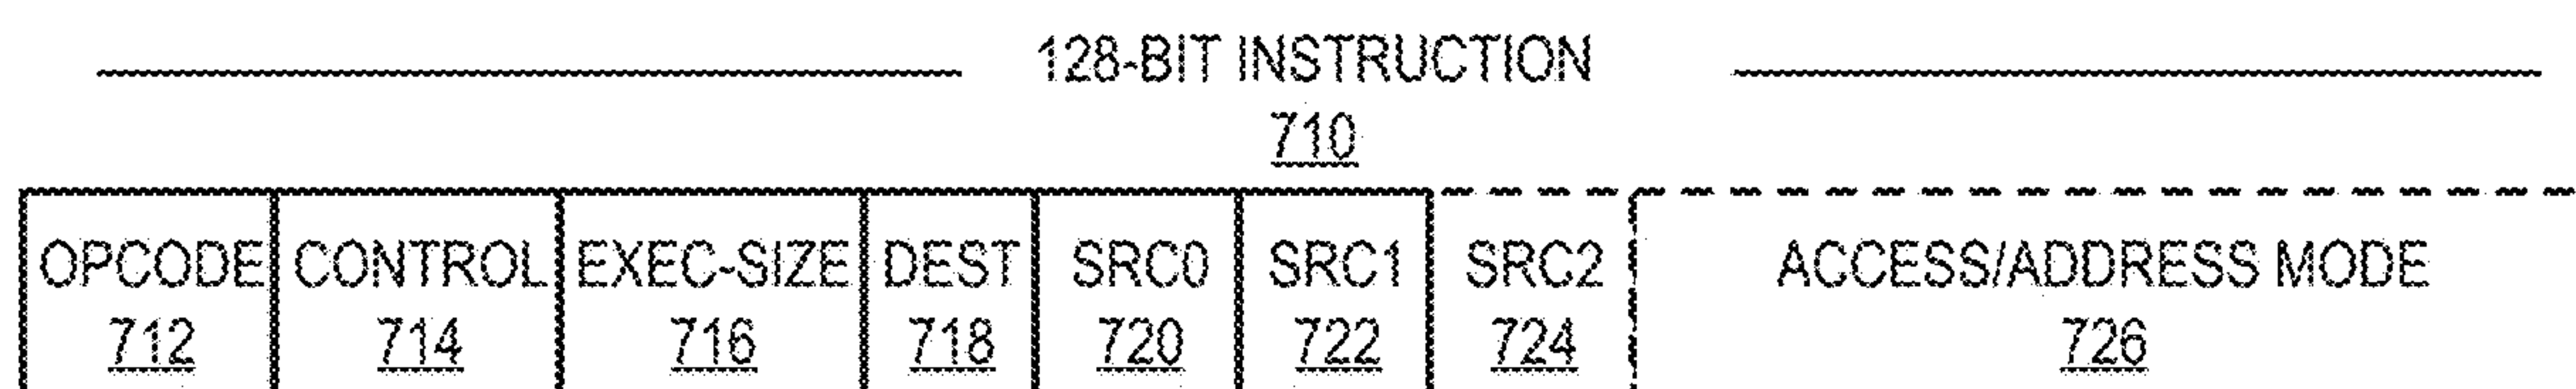 128-BIT INSTRUCTION
710
OPCODE CONTROL EXEC-SIZE DEST SRC0 SRC1 SRC2 ACCESS/ADDRESS MODE
712 714 716 718 720 722 724 726